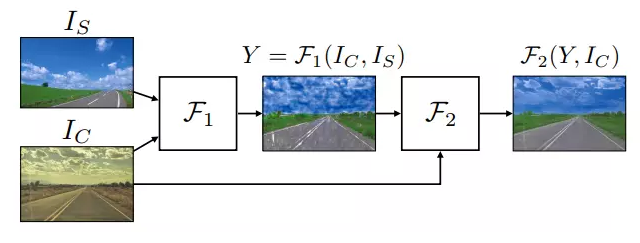 I_S
Y = F_1(I_C, I_S)
F_2(Y, I_C)
F_1
F_2
I_C